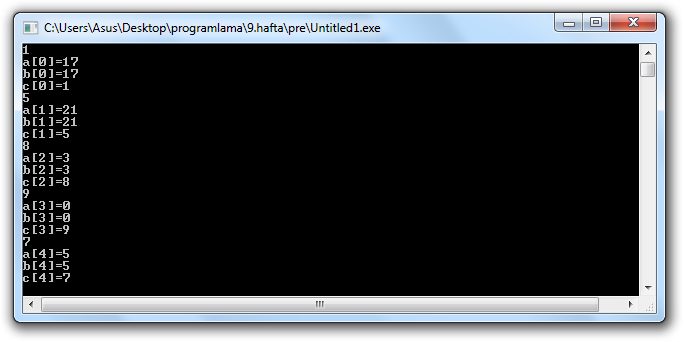 C:\Users\Asus\Desktop\programlama\9.hafta\pre\Untitled1.exe
1
a[0]=17
b[0]=17
c[0]=1
5
a[1]=21
b[1]=21
c[1]=5
8
a[2]=3
b[2]=3
c[2]=8
9
a[3]=0
b[3]=0
c[3]=9
7
a[4]=5
b[4]=5
c[4]=7